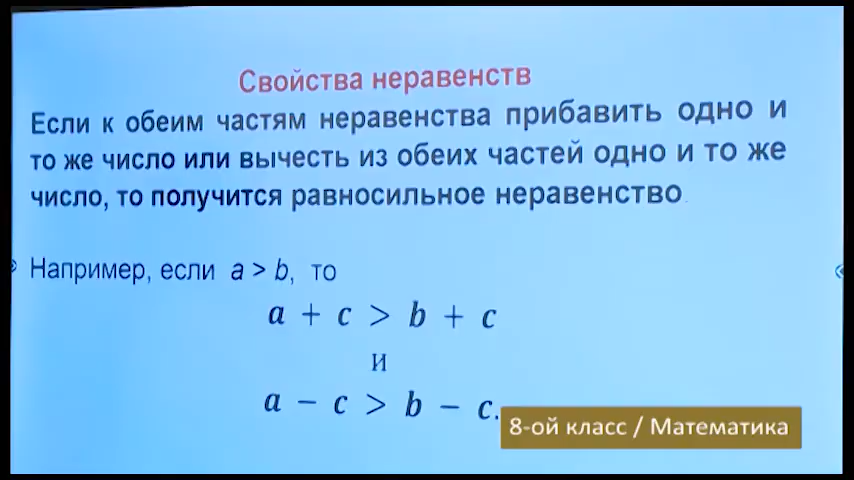 Свойства неравенств
Если к обеим частям неравенства прибавить одно и
то же число или вычесть из обеих частей одно и то же
число, то получится равносильное неравенство.
Например, если a > b, то
a + c > b + c
и
a − c > b − c.
8-ой класс / Математика